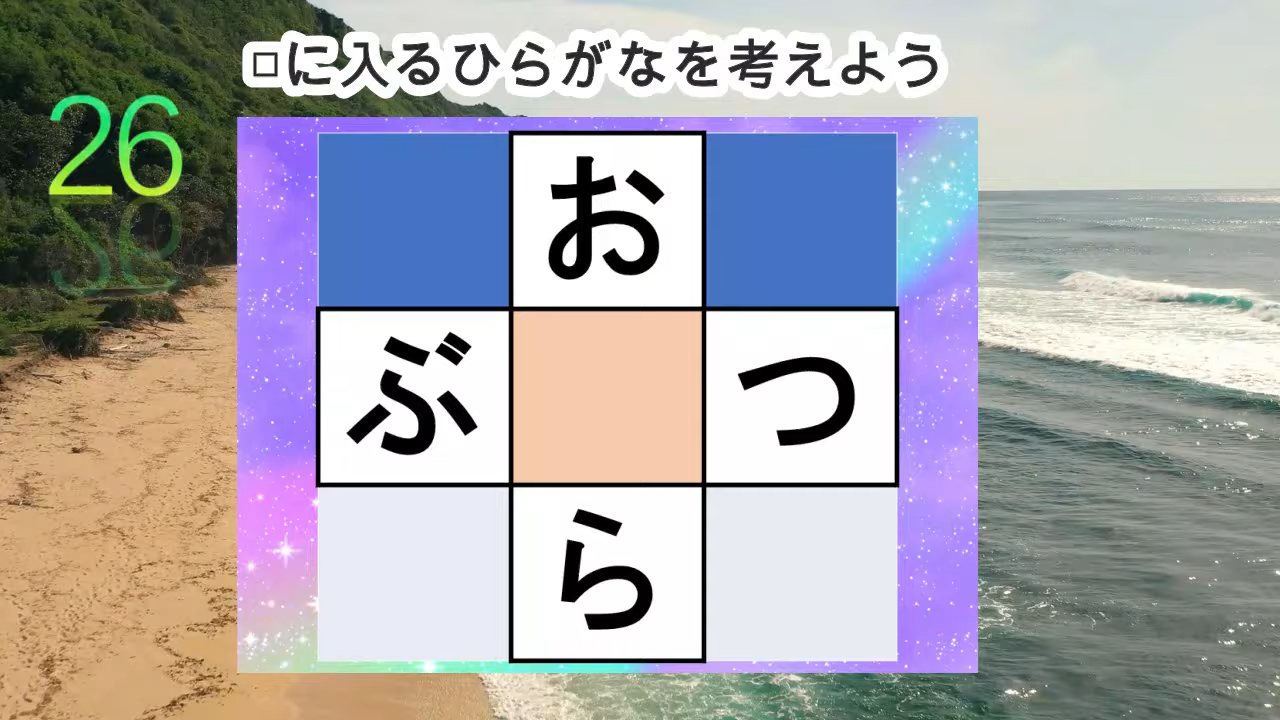 □に入るひらがなを考えよう
26
お
ぶ つ
ら